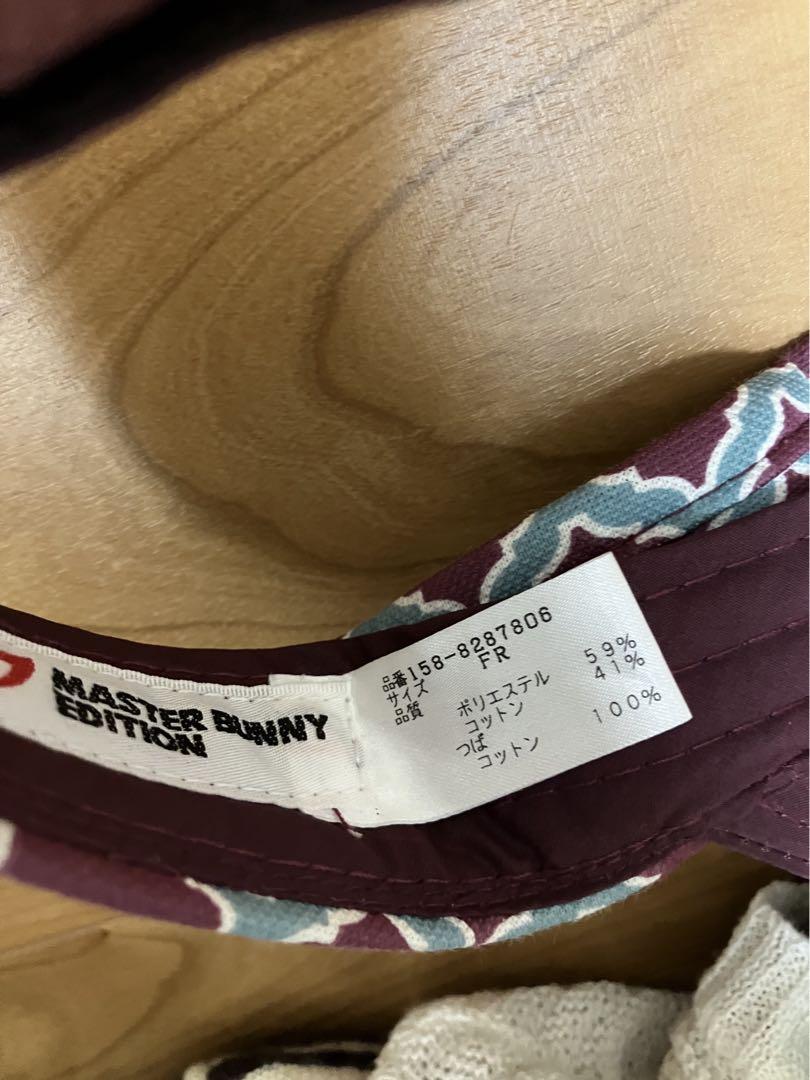 MASTER BUNNY
EDITION
品番158-8287806
サイズ FR
品質 ポリエステル 59%
コットン 41%
つば
コットン 100%